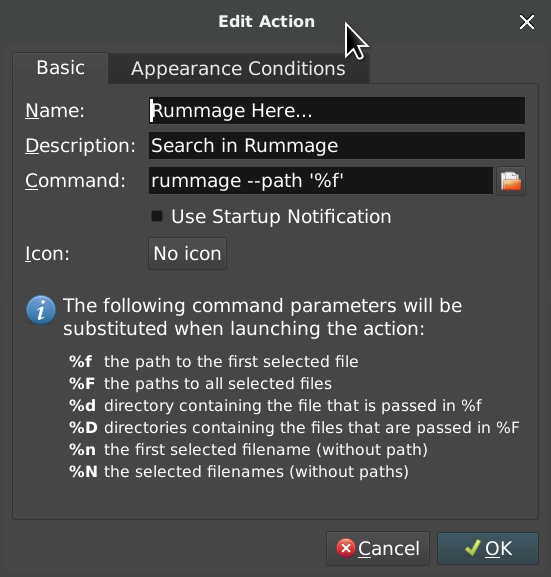 Edit Action
Basic
Appearance Conditions
Name: Rummage Here...
Description: Search in Rummage
Command: rummage --path '%f'
Use Startup Notification
Icon: No icon
The following command parameters will be
substituted when launching the action:
%f the path to the first selected file
%F the paths to all selected files
%d directory containing the file that is passed in %f
%D directories containing the files that are passed in %F
%n the first selected filename (without path)
%N the selected filenames (without paths)
Cancel
OK